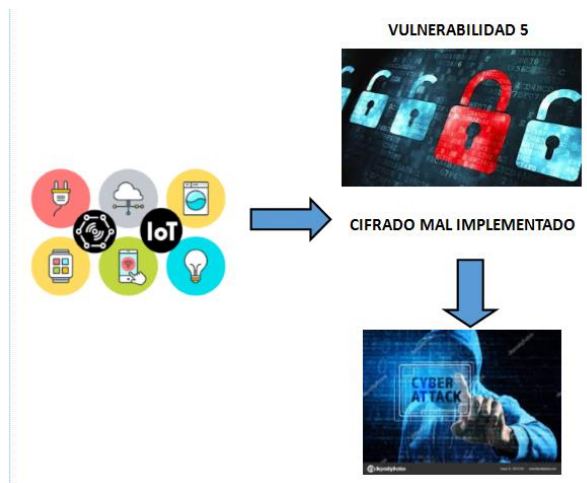 VULNERABILIDAD 5
IoT
CIFRADO MAL IMPLEMENTADO
CYBER
ATTACK
depositphotos